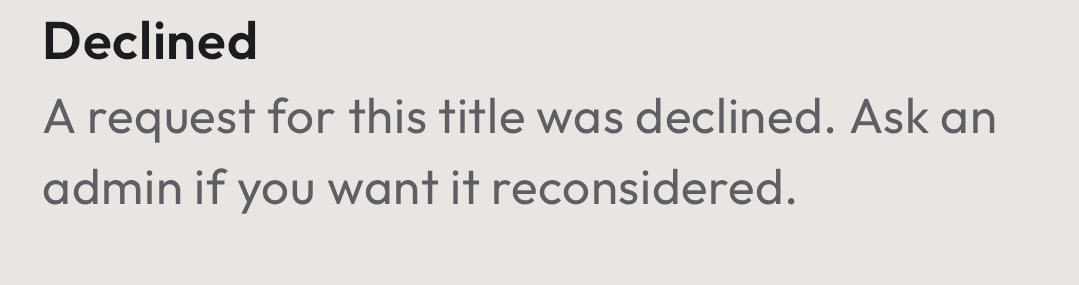 Declined
A request for this title was declined. Ask an
admin if you want it reconsidered.